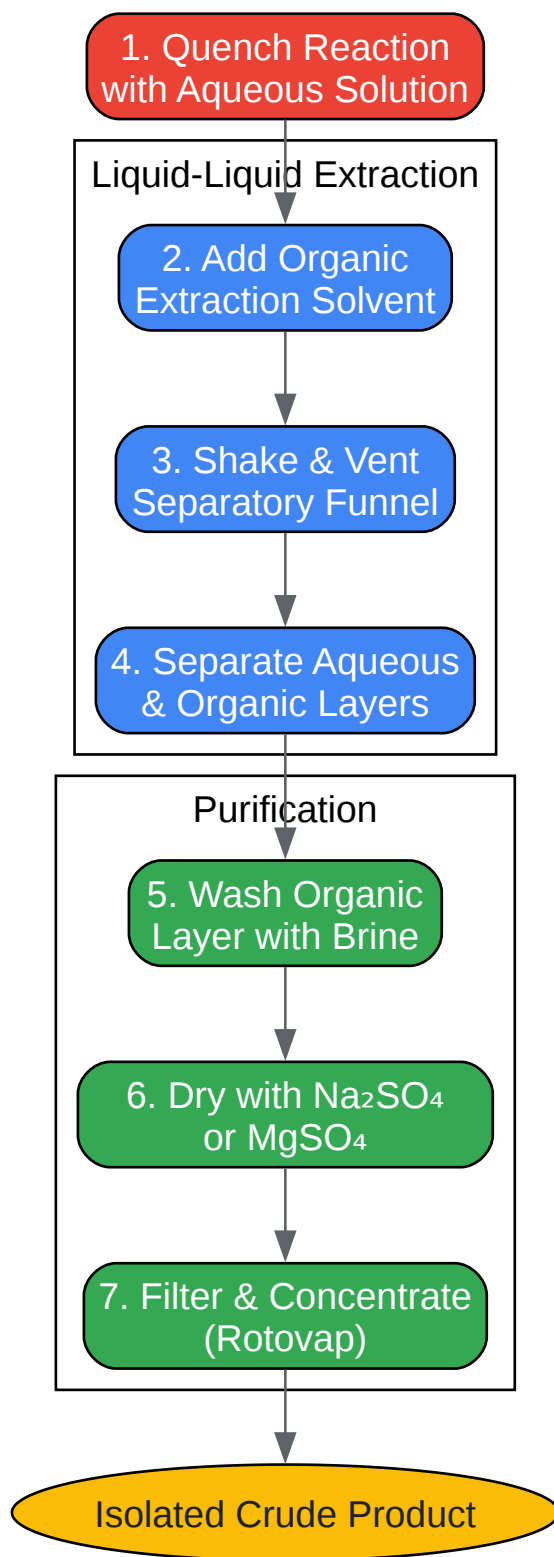 1. Quench Reaction
with Aqueous Solution
Liquid-Liquid Extraction
2. Add Organic
Extraction Solvent
3. Shake & Vent
Separatory Funnel
4. Separate Aqueous
& Organic Layers
Purification
5. Wash Organic
Layer with Brine
6. Dry with Na₂SO₄
or MgSO₄
7. Filter & Concentrate
(Rotovap)
Isolated Crude Product